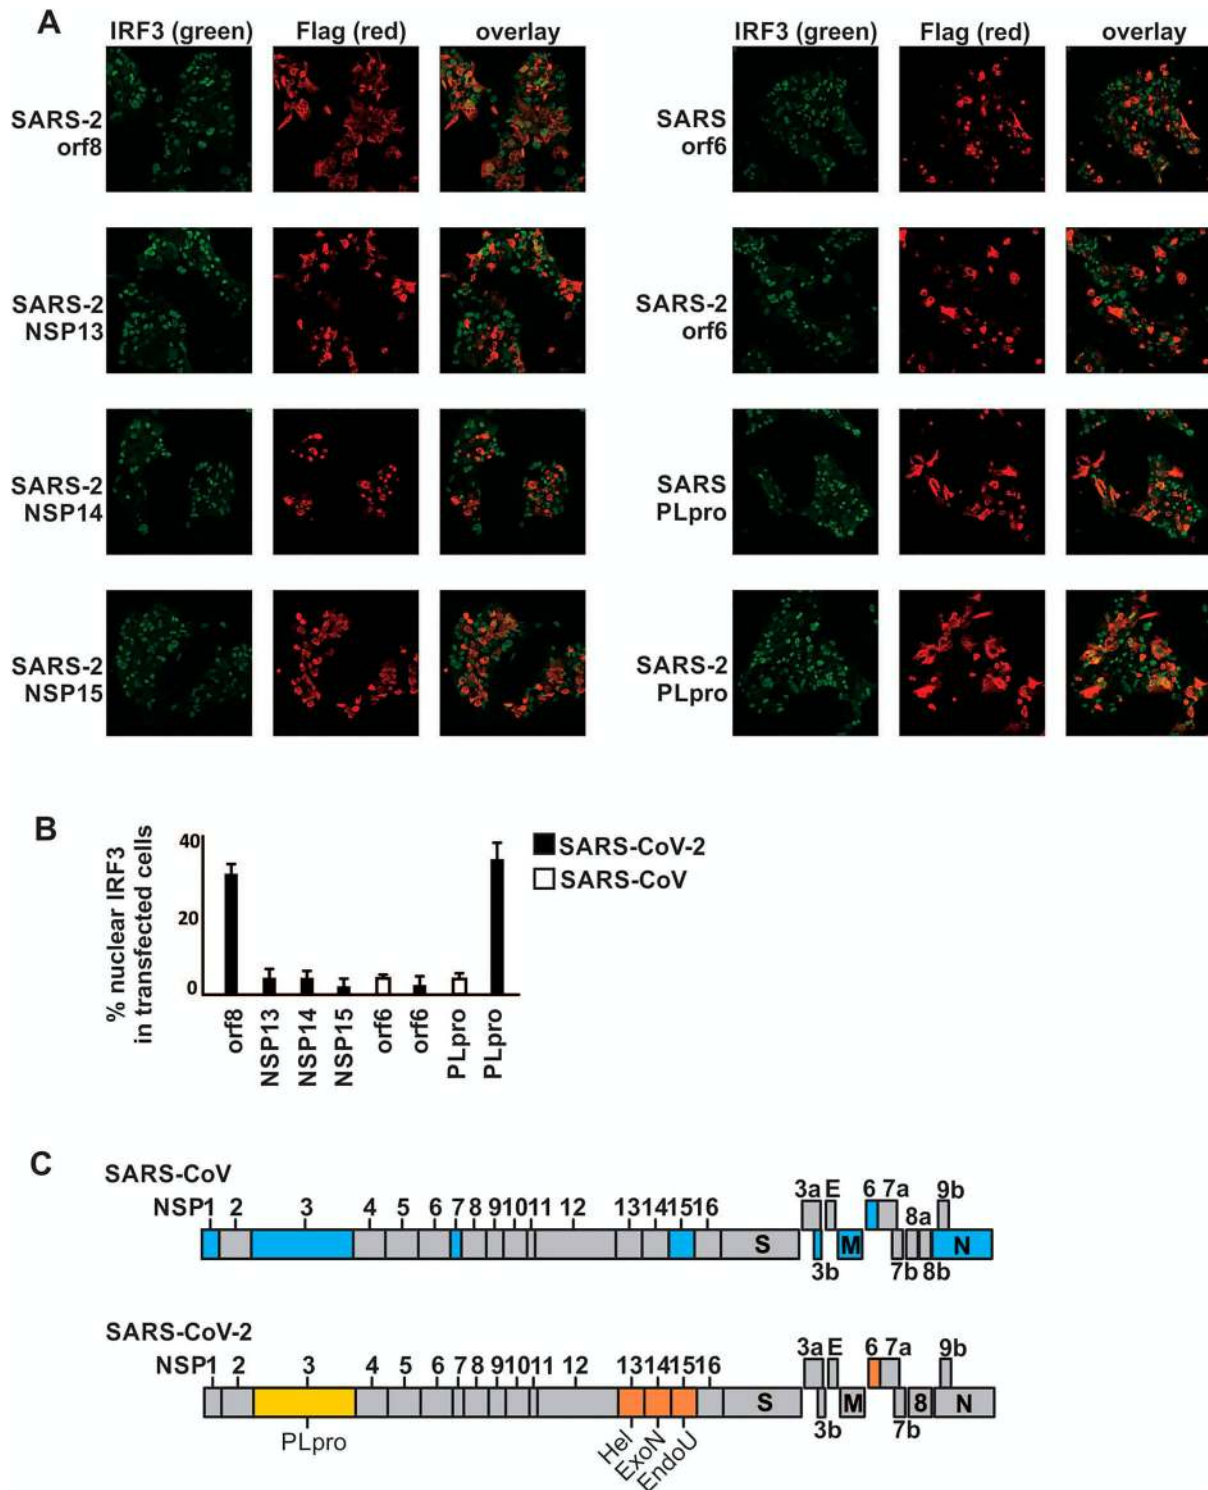 A
IRF3 (green) Flag (red) overlay IRF3 (green) Flag (red) overlay
SARS-2
orf8
SARS
orf6
SARS-2
NSP13
SARS-2
orf6
SARS-2
NSP14
SARS
PLpro
SARS-2
NSP15
SARS-2
PLpro
B
% nuclear IRF3
in transfected cells
40
20
0
orf8 NSP13 NSP14 NSP15 orf6 orf6 PLpro PLpro
SARS-CoV-2
SARS-CoV
C
SARS-CoV
NSP1 2 3 4 5 6 7 8 9 10 11 12 13 14 15 16 3a E 6 7a 9b
8a
S M N
3b 7b 8b
SARS-CoV-2
NSP1 2 3 4 5 6 7 8 9 10 11 12 13 14 15 16 3a E 6 7a 9b
S M 8 N
3b 7b
PLpro Hel ExoN EndoU